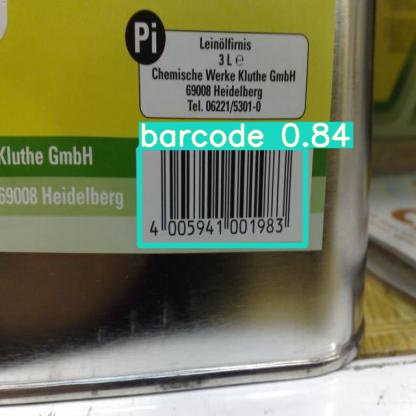 Pi
Leinölfirnis
3 L ℮
Chemische Werke Kluthe GmbH
69008 Heidelberg
Tel. 06221/5301-0
barcode 0.84
Kluthe GmbH
69008 Heidelberg
4 005941 001983